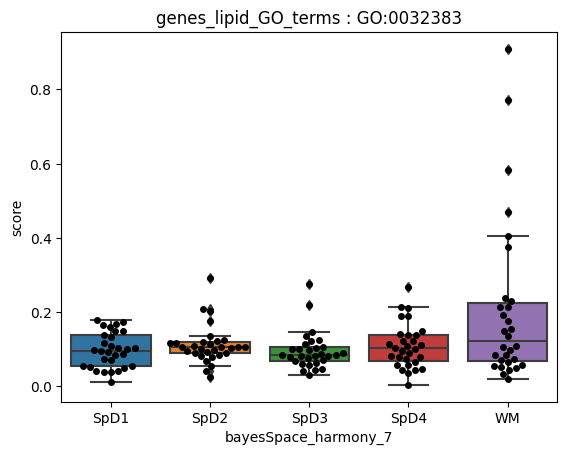 genes_lipid_GO_terms : GO:0032383
score
0.8
0.6
0.4
0.2
0.0
SpD1 SpD2 SpD3 SpD4 WM
bayesSpace_harmony_7